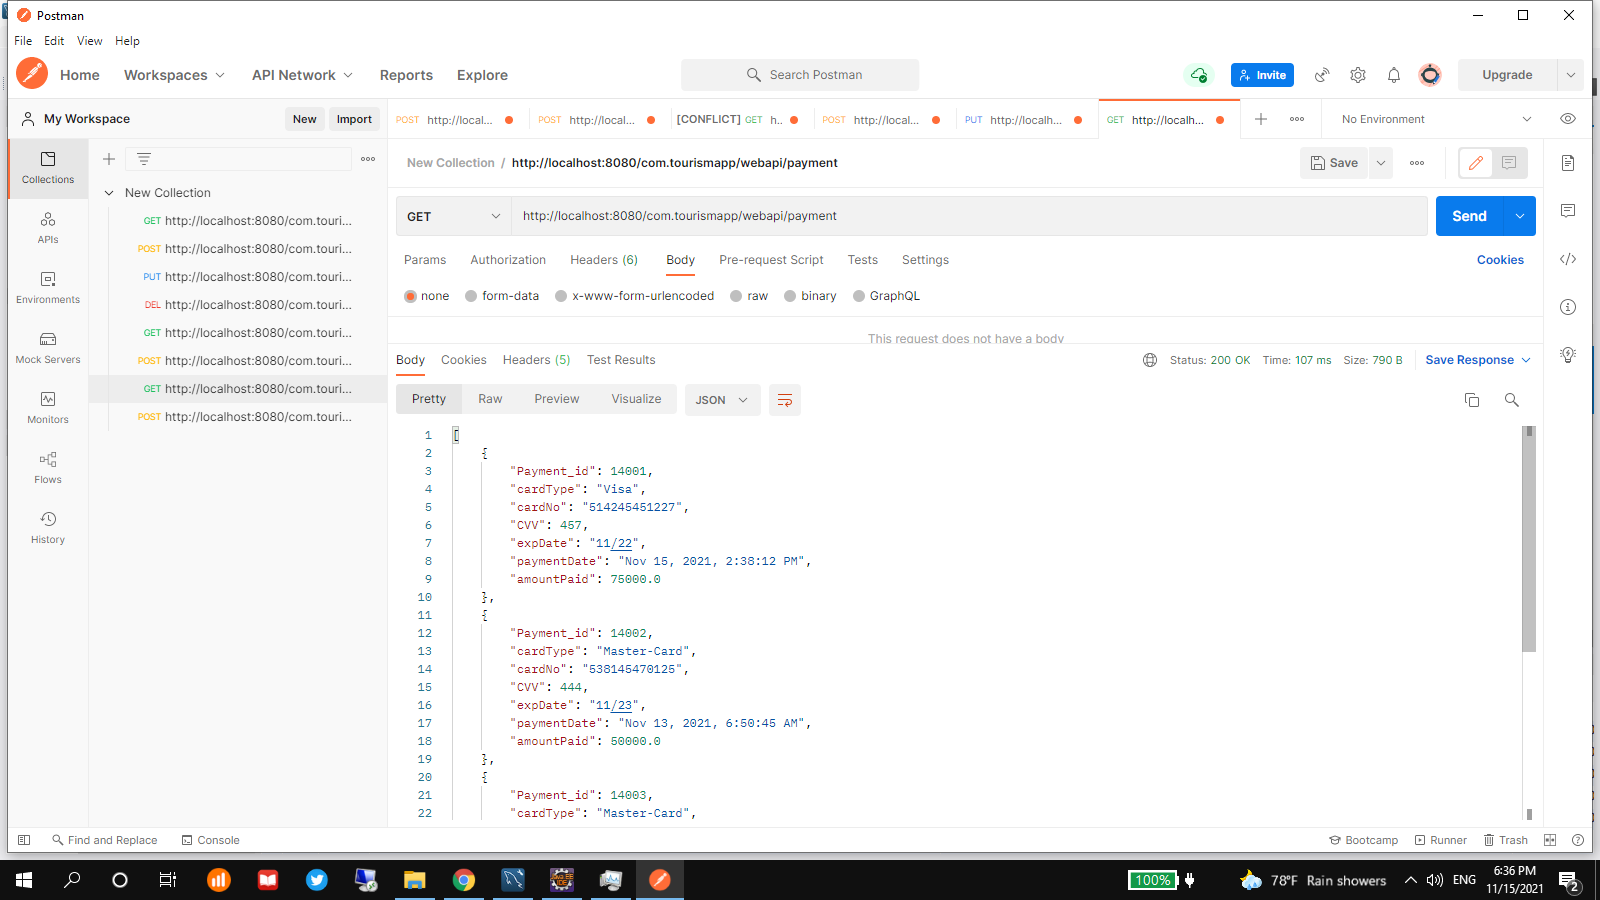 Postman
File Edit View Help
Home Workspaces API Network Reports Explore Search Postman Invite Upgrade
My Workspace New Import POST http://local... POST http://local... [CONFLICT] GET h.. POST http://local... PUT http://localh... GET http://localh... No Environment
New Collection / http://localhost:8080/com.tourismapp/webapi/payment Save
GET http://localhost:8080/com.tourismapp/webapi/payment Send
Params Authorization Headers (6) Body Pre-request Script Tests Settings Cookies
none form-data x-www-form-urlencoded raw binary GraphQL
This request does not have a body
Collections
APIs
Environments
Mock Servers
Monitors
Flows
History
New Collection
GET http://localhost:8080/com.touri...
POST http://localhost:8080/com.touri...
PUT http://localhost:8080/com.touri...
DEL http://localhost:8080/com.touri...
GET http://localhost:8080/com.touri...
POST http://localhost:8080/com.touri...
GET http://localhost:8080/com.touri...
POST http://localhost:8080/com.touri...
Body Cookies Headers (5) Test Results Status: 200 OK Time: 107 ms Size: 790 B Save Response
Pretty Raw Preview Visualize JSON
1 [
2 {
3 "Payment_id": 14001,
4 "cardType": "Visa",
5 "cardNo": "514245451227",
6 "CVV": 457,
7 "expDate": "11/22",
8 "paymentDate": "Nov 15, 2021, 2:38:12 PM",
9 "amountPaid": 75000.0
10 },
11 {
12 "Payment_id": 14002,
13 "cardType": "Master-Card",
14 "cardNo": "538145470125",
15 "CVV": 444,
16 "expDate": "11/23",
17 "paymentDate": "Nov 13, 2021, 6:50:45 AM",
18 "amountPaid": 50000.0
19 },
20 {
21 "Payment_id": 14003,
22 "cardType": "Master-Card",
Find and Replace Console Bootcamp Runner Trash
100% 78°F Rain showers ENG 6:36 PM
11/15/2021 2